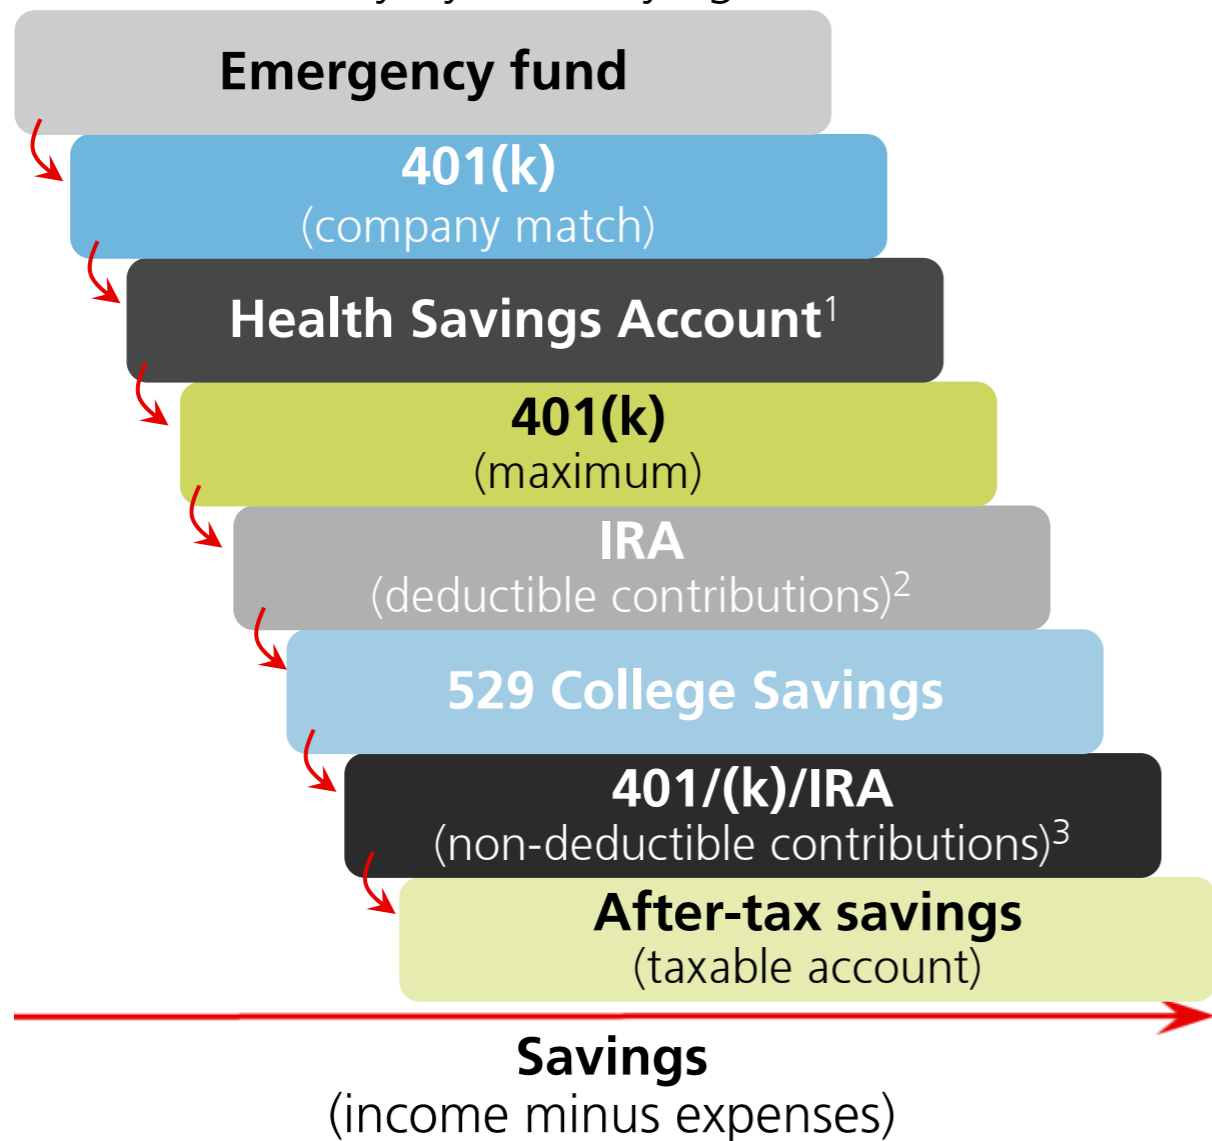 Emergency fund
401(k)
(company match)
Health Savings Account¹
401(k)
(maximum)
IRA
(deductible contributions)²
529 College Savings
401/(k)/IRA
(non-deductible contributions)³
After-tax savings
(taxable account)
Savings
(income minus expenses)